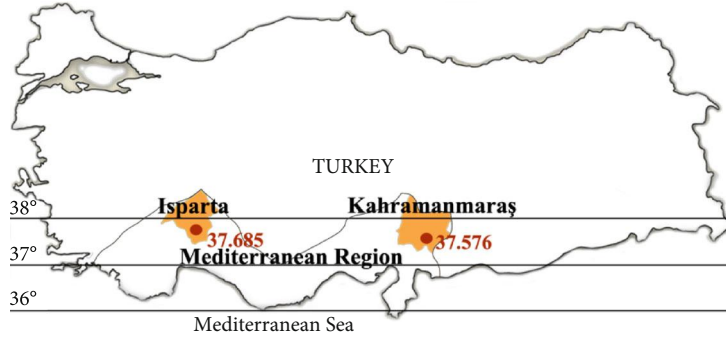 TURKEY
Isparta
Kahramanmaraş
38°
37.685
37.576
Mediterranean Region
37°
36°
Mediterranean Sea